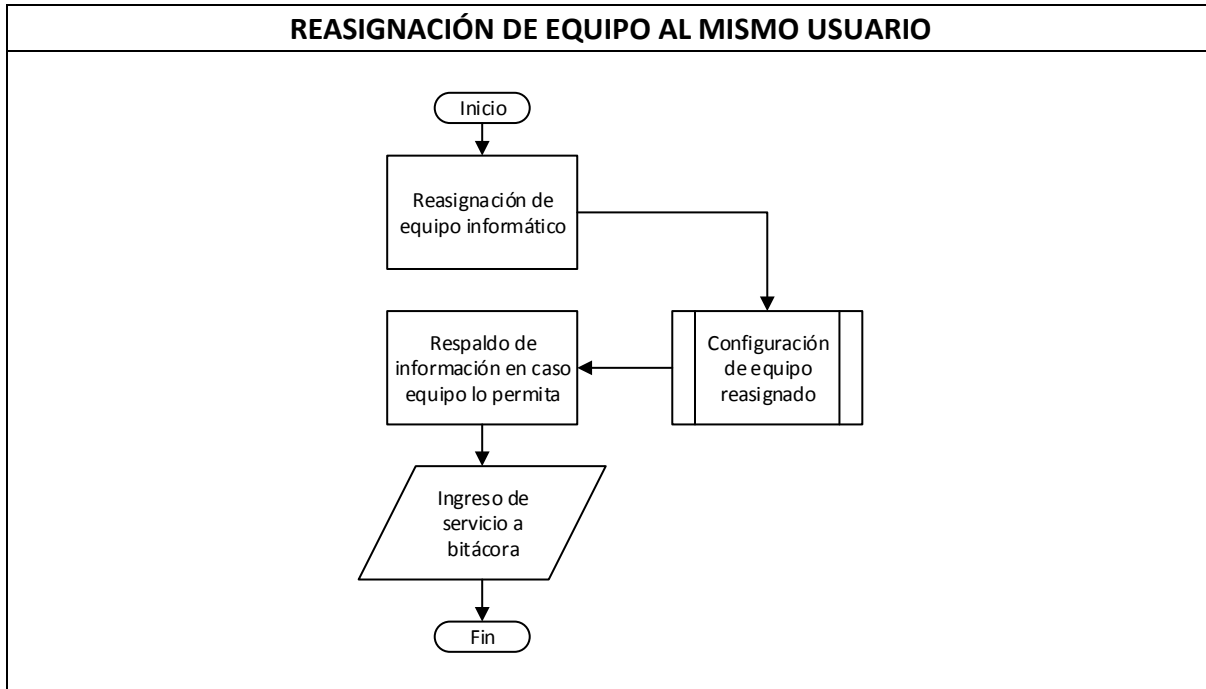 REASIGNACIÓN DE EQUIPO AL MISMO USUARIO
Inicio
Reasignación de
equipo informático
Configuración
de equipo
reasignado
Respaldo de
información en caso
equipo lo permita
Ingreso de
servicio a
bitácora
Fin